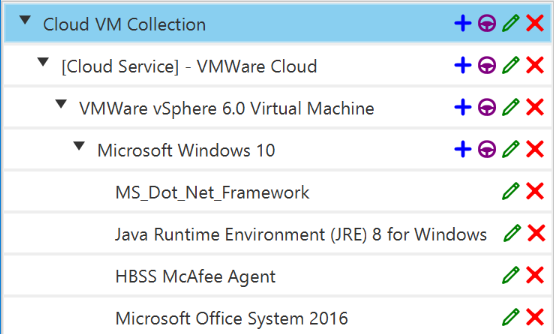 Cloud VM Collection
[Cloud Service] - VMWare Cloud
VMWare vSphere 6.0 Virtual Machine
Microsoft Windows 10
MS_Dot_Net_Framework
Java Runtime Environment (JRE) 8 for Windows
HBSS McAfee Agent
Microsoft Office System 2016